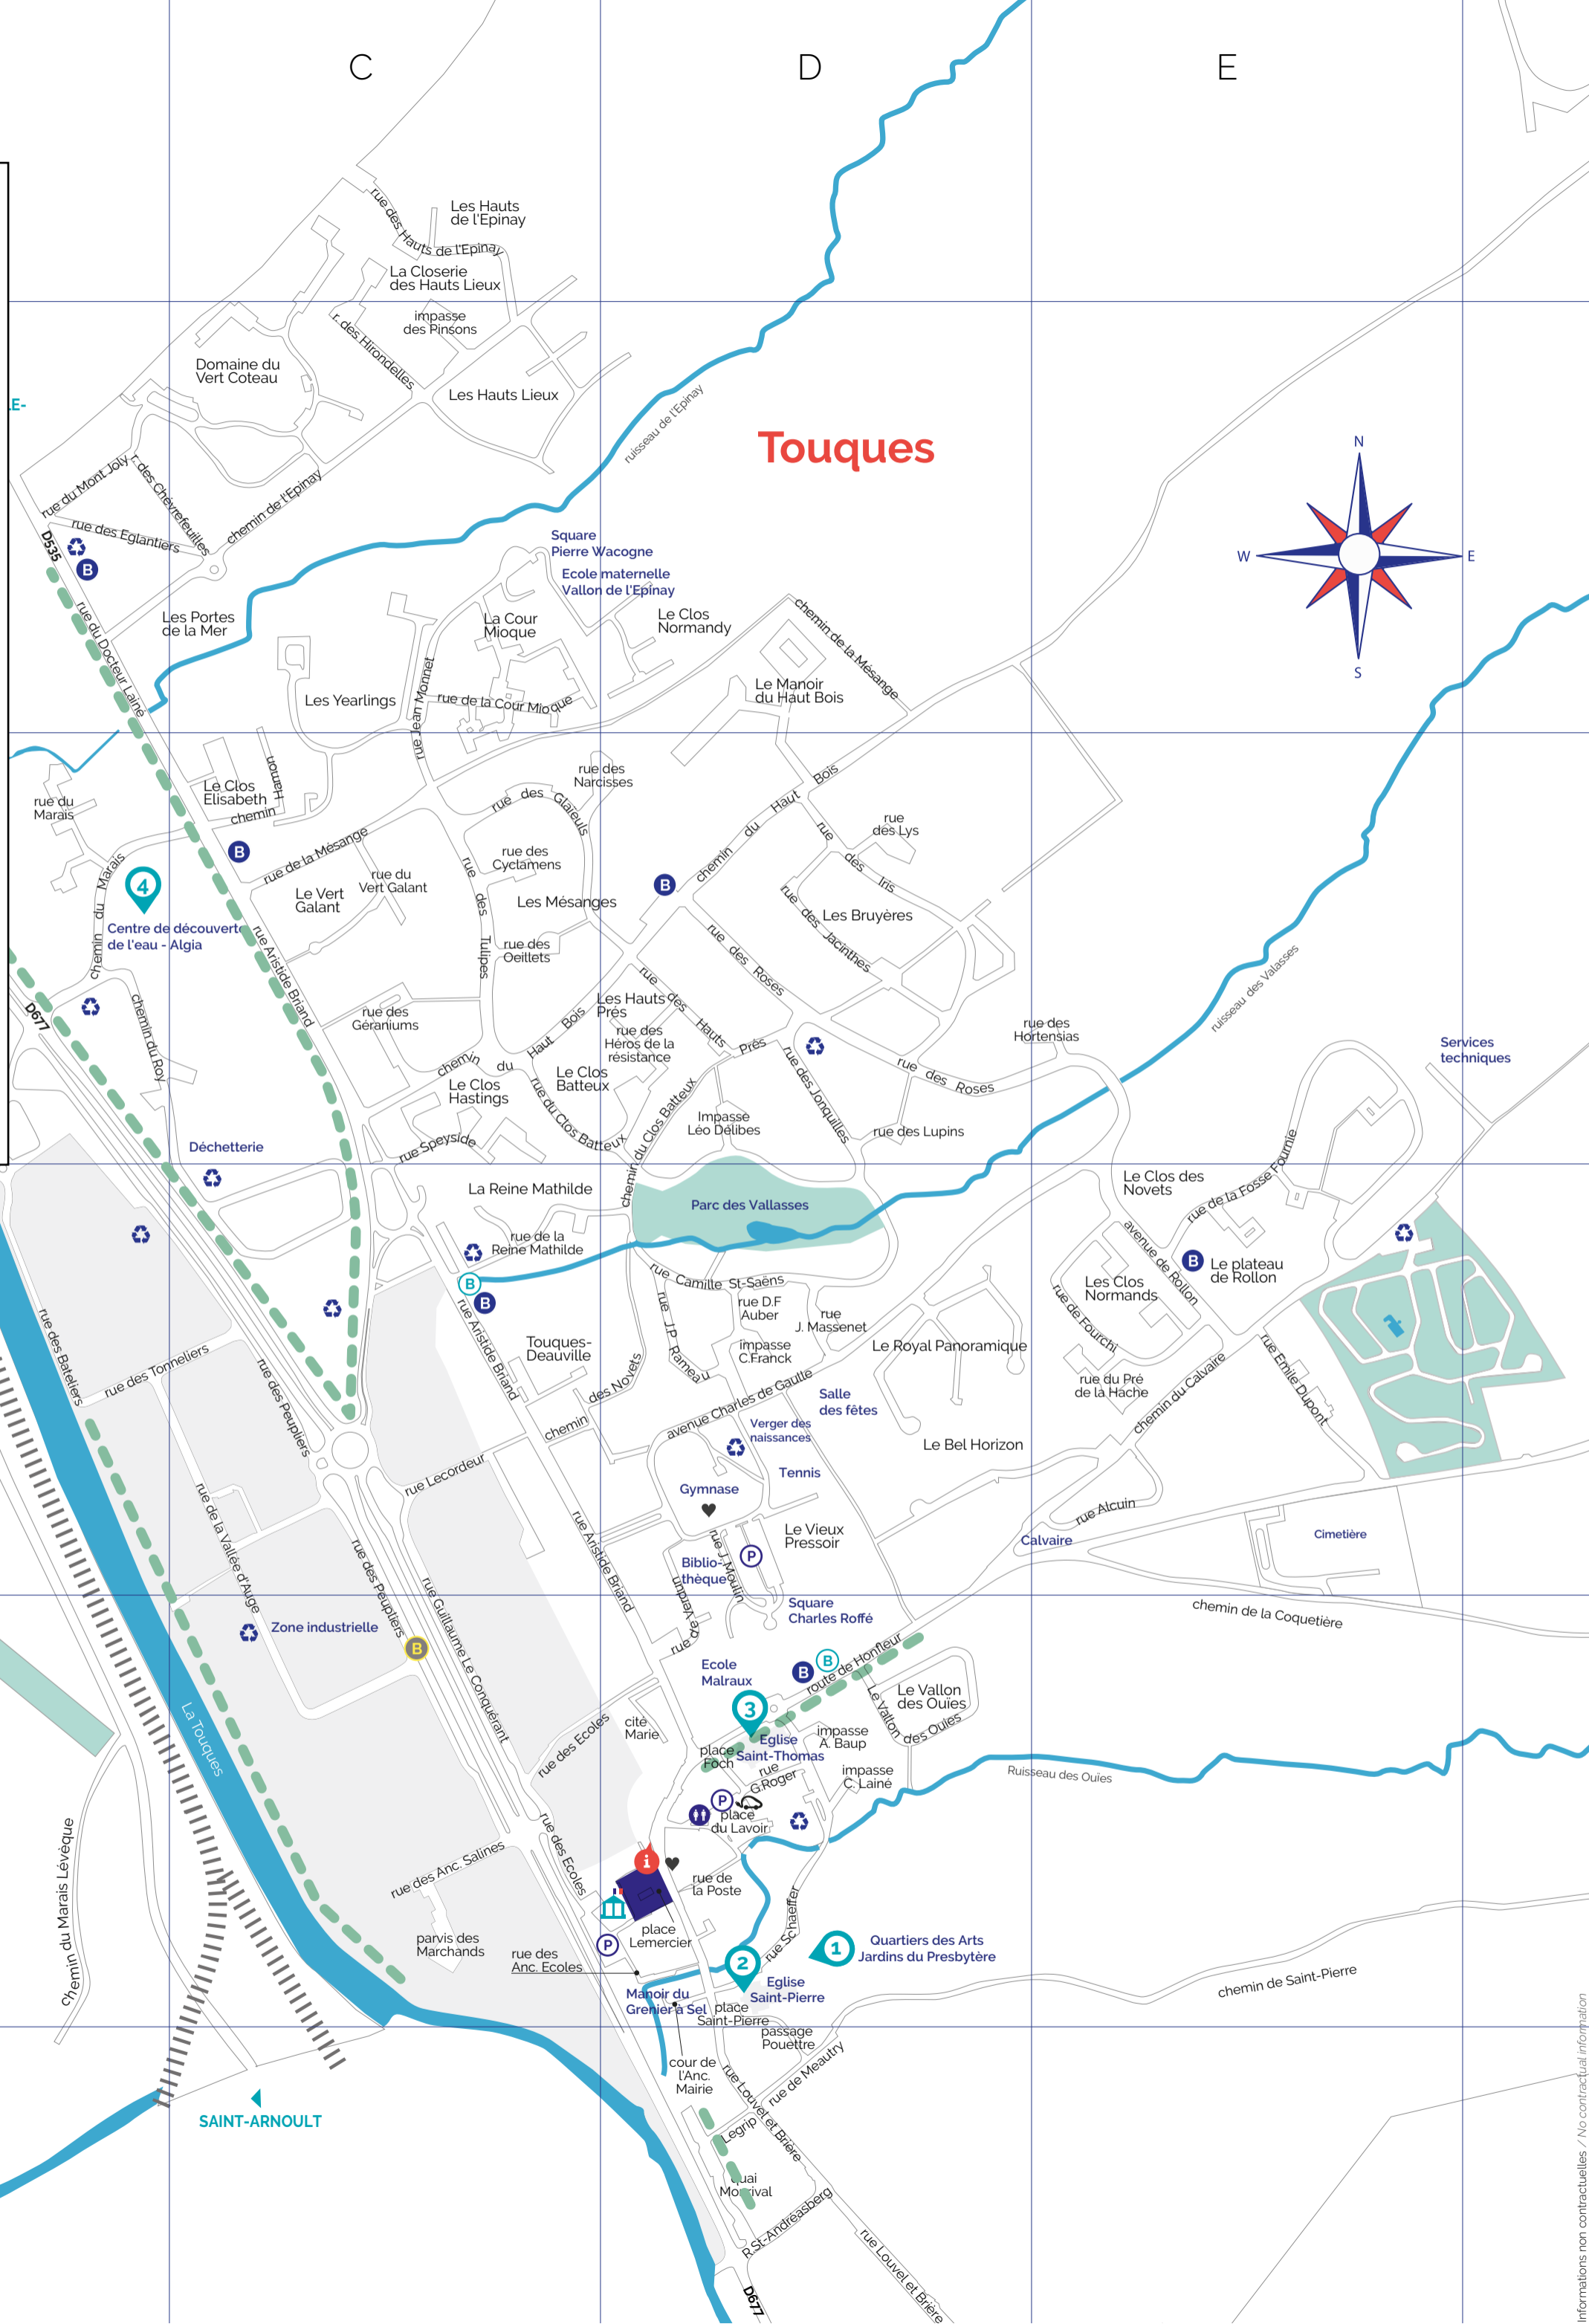 C
D
E
rue des Hauts de l'Epinay
Les Hauts
de l'Epinay
La Closerie
des Hauts Lieux
impasse
des Pinsons
r. des Hirondelles
Domaine du
Vert Coteau
Les Hauts Lieux
LE-
ruisseau de l'Epinay
Touques
N
W
E
S
rue du Mont Joly
r. des Chèvrefeuilles
chemin de l'Epinay
rue des Eglantiers
D535
B
Square
Pierre Wacogne
Ecole maternelle
Vallon de l'Epinay
Les Portes
de la Mer
rue du Docteur Lainé
La Cour
Mioque
Le Clos
Normandy
chemin de la Mésange
Le Manoir
du Haut Bois
Les Yearlings
rue Jean Monnet
rue de la Cour Mioque
rue du
Marais
Le Clos
Elisabeth
chemin
Hamon
rue des
Narcisses
rue des Glaïeuls
chemin du Haut Bois
rue
des Lys
rue des Iris
B
rue de la Mésange
rue du
Vert Galant
Le Vert
Galant
rue des
Cyclamens
rue des Tulipes
Les Mésanges
B
rue des Jacinthes
Les Bruyères
chemin du Marais
4
Centre de découverte
de l'eau - Algia
rue Aristide Briand
rue des
Oeillets
rue des Roses
ruisseau des Valasses
D677
chemin du Roy
rue des
Géraniums
Les Hauts
Prés
rue des Hauts Prés
rue des
Héros de la
résistance
chemin du Haut Bois
rue des
Hortensias
rue des Roses
Services
techniques
Le Clos
Hastings
Le Clos
Batteux
rue du Clos Batteux
chemin du Clos Batteux
Impasse
Léo Délibes
rue des Jonquilles
rue des Lupins
rue Speyside
Déchetterie
La Reine Mathilde
Parc des Vallasses
Le Clos des
Novets
rue de la Fosse Fournie
rue de la
Reine Mathilde
B
B
rue Camille St-Saëns
avenue de Rollon
B
Le plateau
de Rollon
Les Clos
Normands
rue de Fourchi
rue des Bateliers
rue Aristide Briand
rue J.P. Rameau
rue D.F
Auber
rue
J. Massenet
impasse
C.Franck
Touques-
Deauville
Le Royal Panoramique
rue des Tonneliers
rue des Peupliers
chemin des Novets
avenue Charles de Gaulle
Salle
des fêtes
rue du Pré
de la Hache
chemin du Calvaire
rue Emile Dupont
Verger des
naissances
Le Bel Horizon
rue Lecordeur
Tennis
Gymnase
rue de la Vallée d'Auge
rue Aristide Briand
Le Vieux
Pressoir
rue Alcuin
Calvaire
Cimetière
P
rue des Peupliers
Biblio-
thèque
rue J. Moulin
rue de Verdun
rue Guillaume Le Conquérant
Square
Charles Roffé
chemin de la Coquetière
Zone industrielle
B
Ecole
Malraux
B
B
route de Honfleur
Le Vallon
des Ouïes
Le Vallon des Ouïes
3
La Touques
cité
Marie
rue des Ecoles
place
Foch
Eglise
Saint-Thomas
impasse
A. Baup
rue
G.Roger
impasse
C. Lainé
Ruisseau des Ouïes
P
place
du Lavoir
rue des Ecoles
chemin du Marais Lévêque
rue des Anc. Salines
i
rue de
la Poste
parvis des
Marchands
place
Lemercier
rue Schaeffer
P
rue des
Anc. Ecoles
1
Quartiers des Arts
Jardins du Presbytère
2
Eglise
Saint-Pierre
Manoir du
Grenier à Sel
place
Saint-Pierre
chemin de Saint-Pierre
passage
Pouettre
cour de
l'Anc.
Mairie
rue de Meautry
rue Louvel et Brière
SAINT-ARNOULT
Legrip
quai
Monrival
R.St-Andréasberg
rue Louvel et Brière
D677
Informations non contractuelles / No contractual information